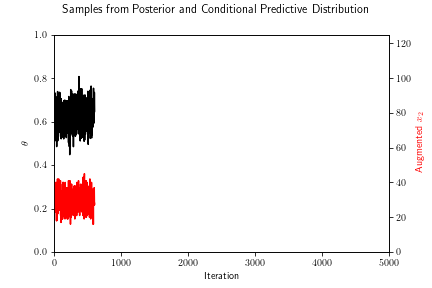 Samples from Posterior and Conditional Predictive Distribution
1.0
0.8
0.6
0.4
0.2
0.0
θ
120
100
80
60
40
20
0
Augmented x₂
0 1000 2000 3000 4000 5000
Iteration